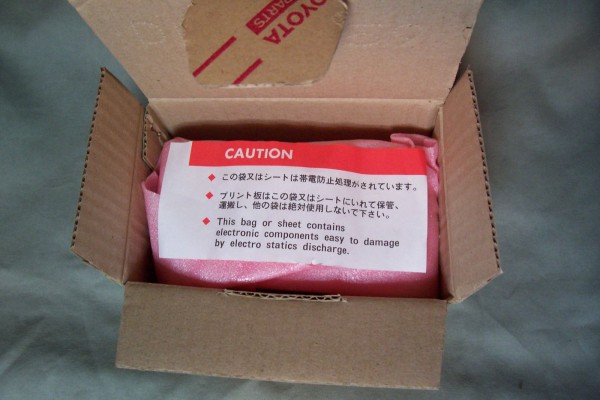 TOYOTA
PARTS
CAUTION
◆ この袋又はシートは帯電防止処理がされています。
◆ プリント板はこの袋又はシートにいれて保管、
運搬し、他の袋は絶対使用しないで下さい。
◆ This bag or sheet contains
electronic components easy to damage
by electro statics discharge.